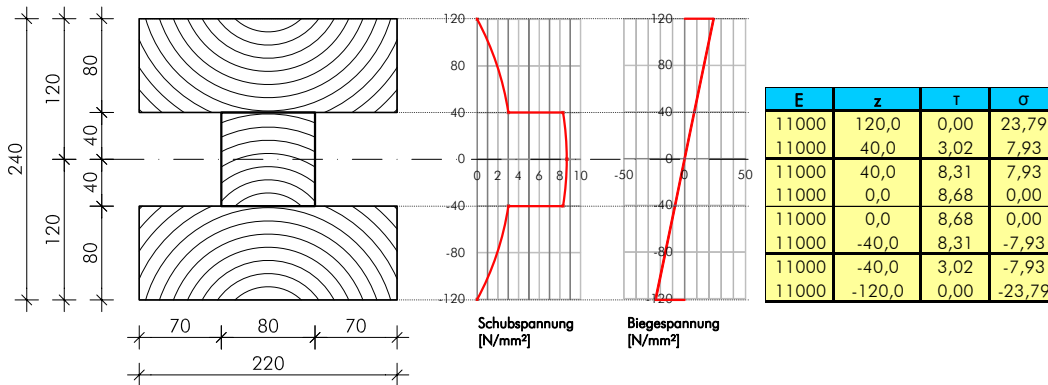 240
120
120
80
40
40
80
70 80 70
220
120
80
40
0
-40
-80
-120
0 2 4 6 8 10
Schubspannung
[N/mm²]
120
80
40
0
-40
-80
-120
-50 0 50
Biegespannung
[N/mm²]
E z τ σ
11000 120,0 0,00 23,79
11000 40,0 3,02 7,93
11000 40,0 8,31 7,93
11000 0,0 8,68 0,00
11000 0,0 8,68 0,00
11000 -40,0 8,31 -7,93
11000 -40,0 3,02 -7,93
11000 -120,0 0,00 -23,79